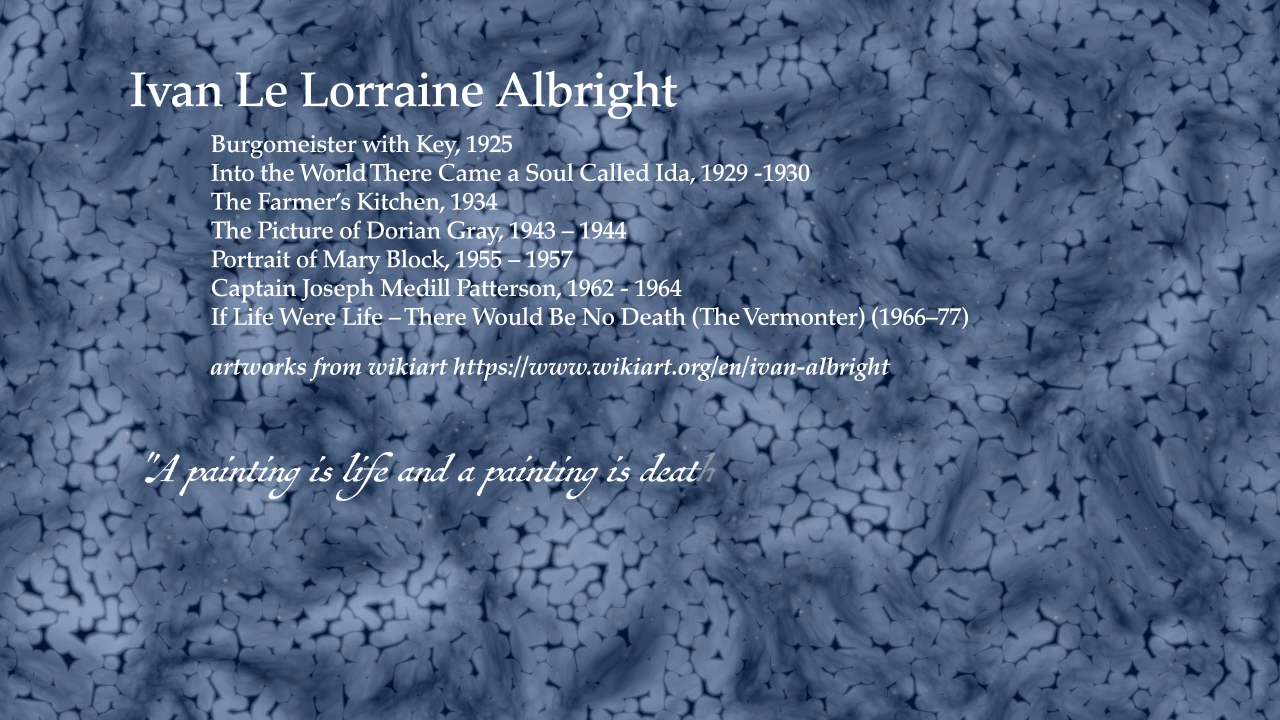 Ivan Le Lorraine Albright
Burgomeister with Key, 1925
Into the World There Came a Soul Called Ida, 1929 -1930
The Farmer’s Kitchen, 1934
The Picture of Dorian Gray, 1943 – 1944
Portrait of Mary Block, 1955 – 1957
Captain Joseph Medill Patterson, 1962 - 1964
If Life Were Life – There Would Be No Death (The Vermonter) (1966–77)
artworks from wikiart https://www.wikiart.org/en/ivan-albright
"A painting is life and a painting is death